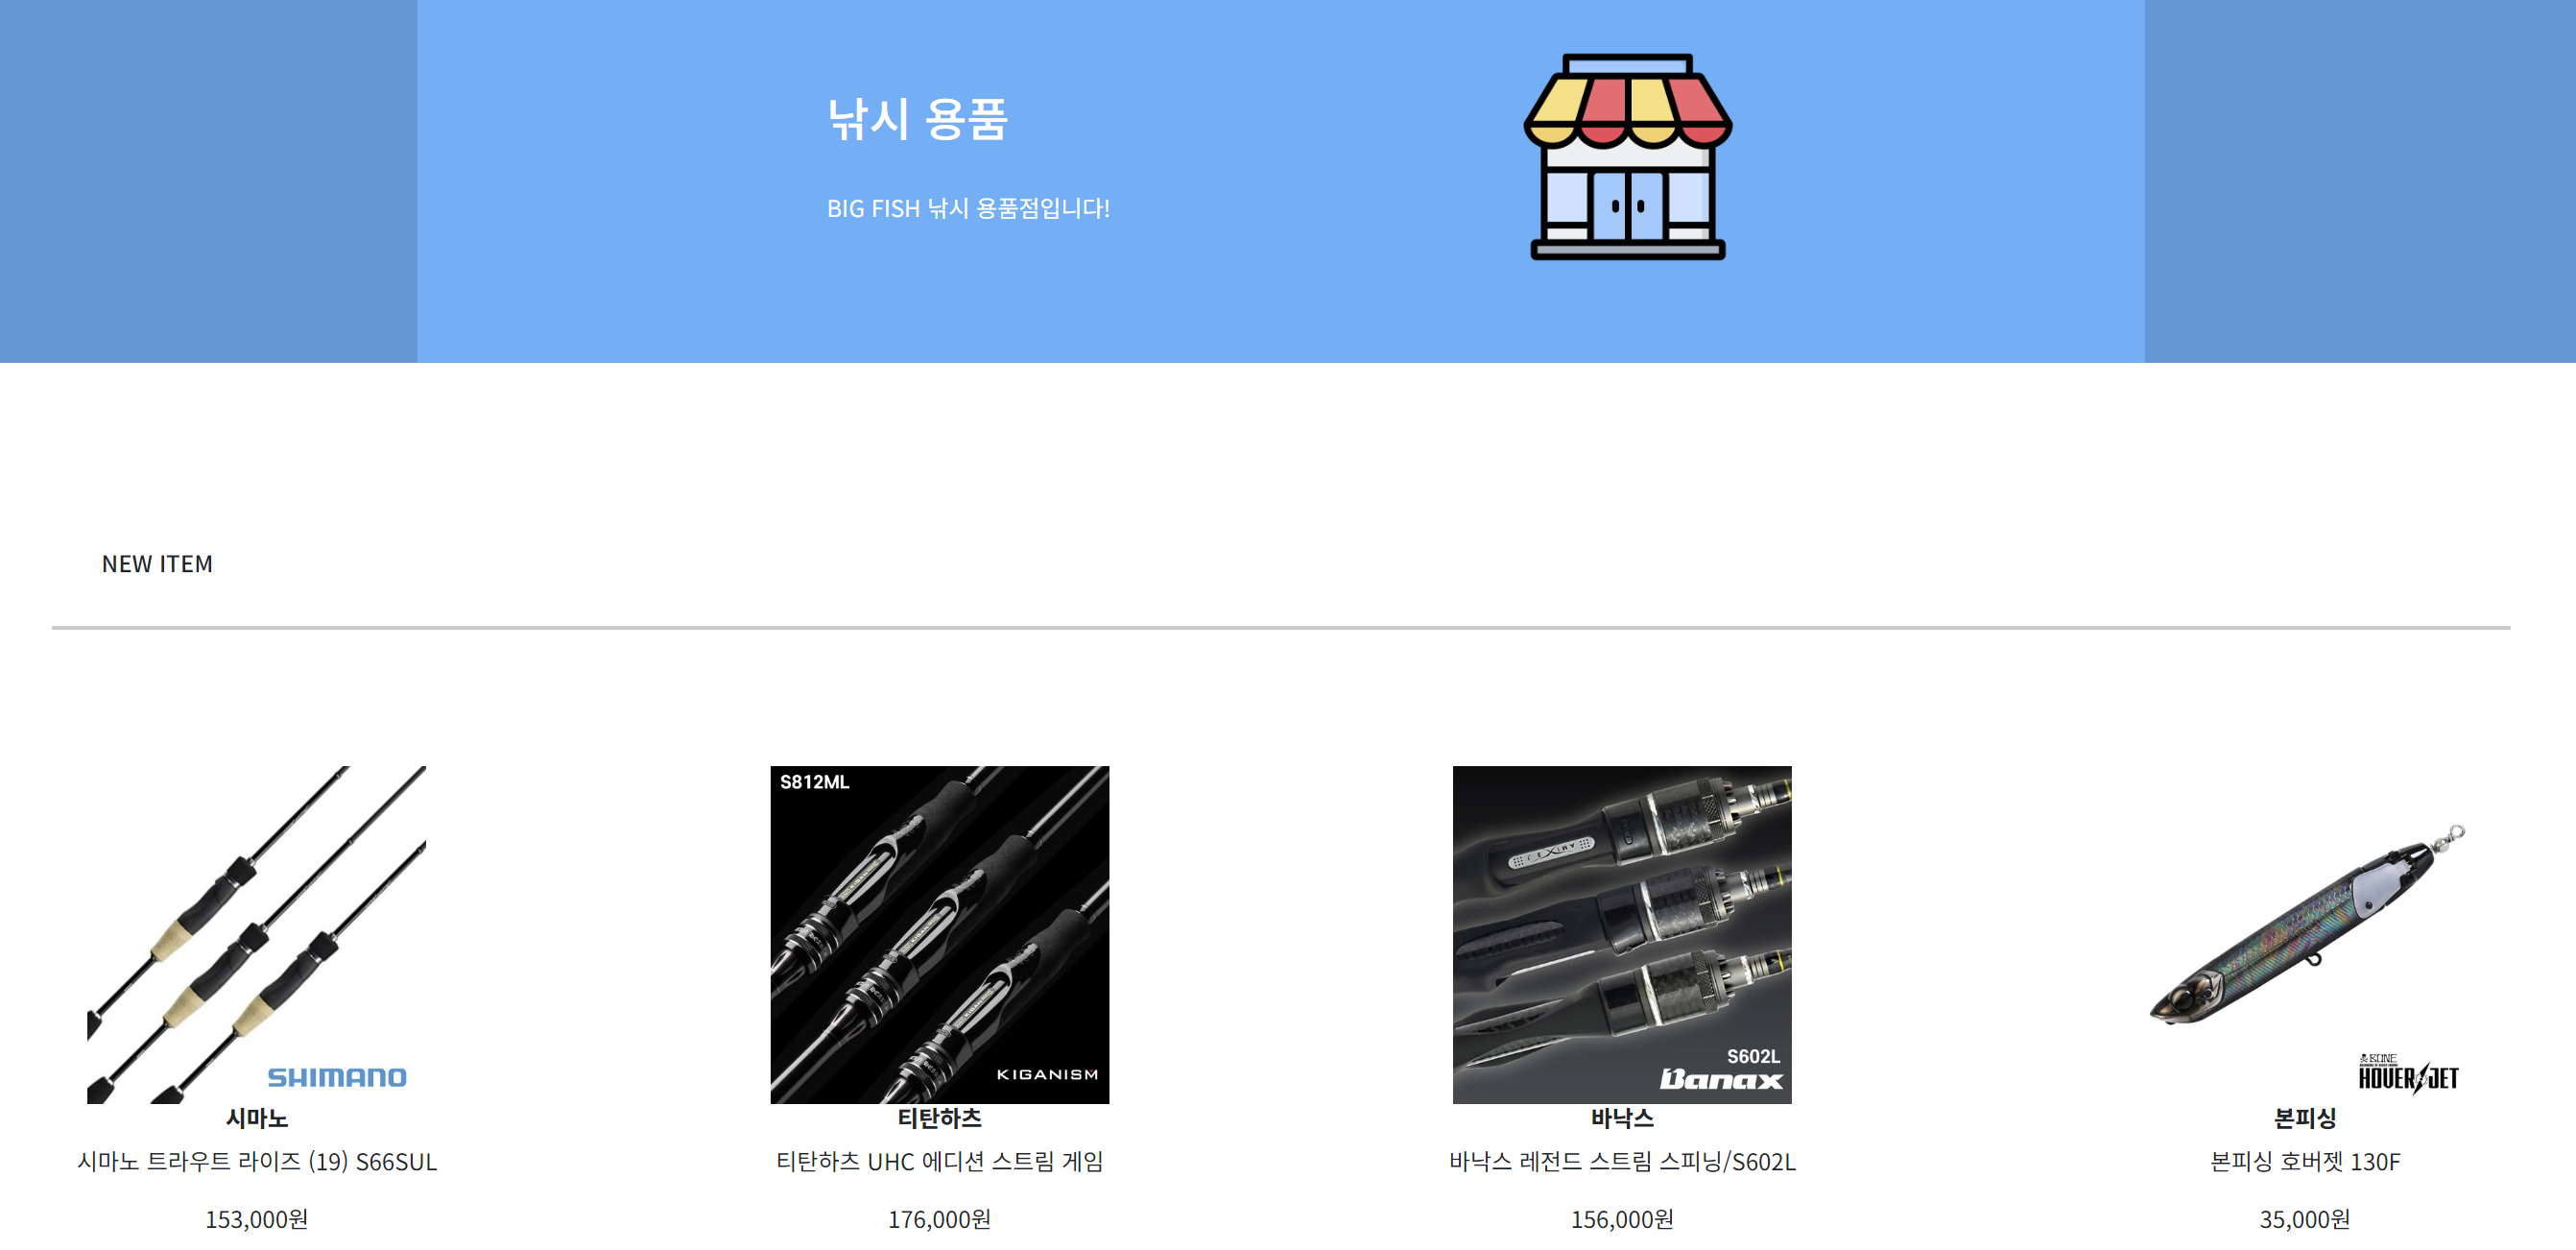 낚시 용품
BIG FISH 낚시 용품점입니다!
NEW ITEM
SHIMANO
시마노
시마노 트라우트 라이즈 (19) S66SUL
153,000원
S812ML
KIGANISM
티탄하츠
티탄하츠 UHC 에디션 스트림 게임
176,000원
S602L
Banax
바낙스
바낙스 레전드 스트림 스피닝/S602L
156,000원
BONE
HOVER JET
본피싱
본피싱 호버젯 130F
35,000원